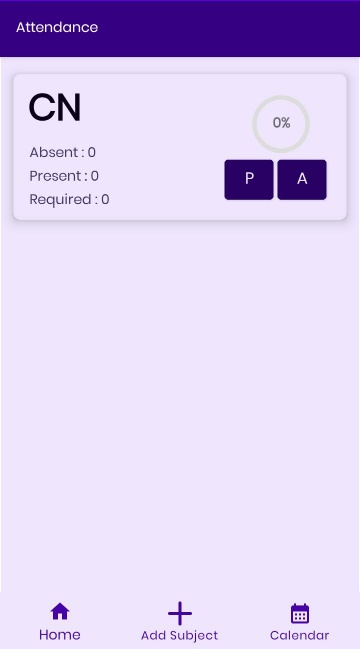 Attendance
CN
0%
Absent : 0
Present : 0
Required : 0
P A
Home Add Subject Calendar